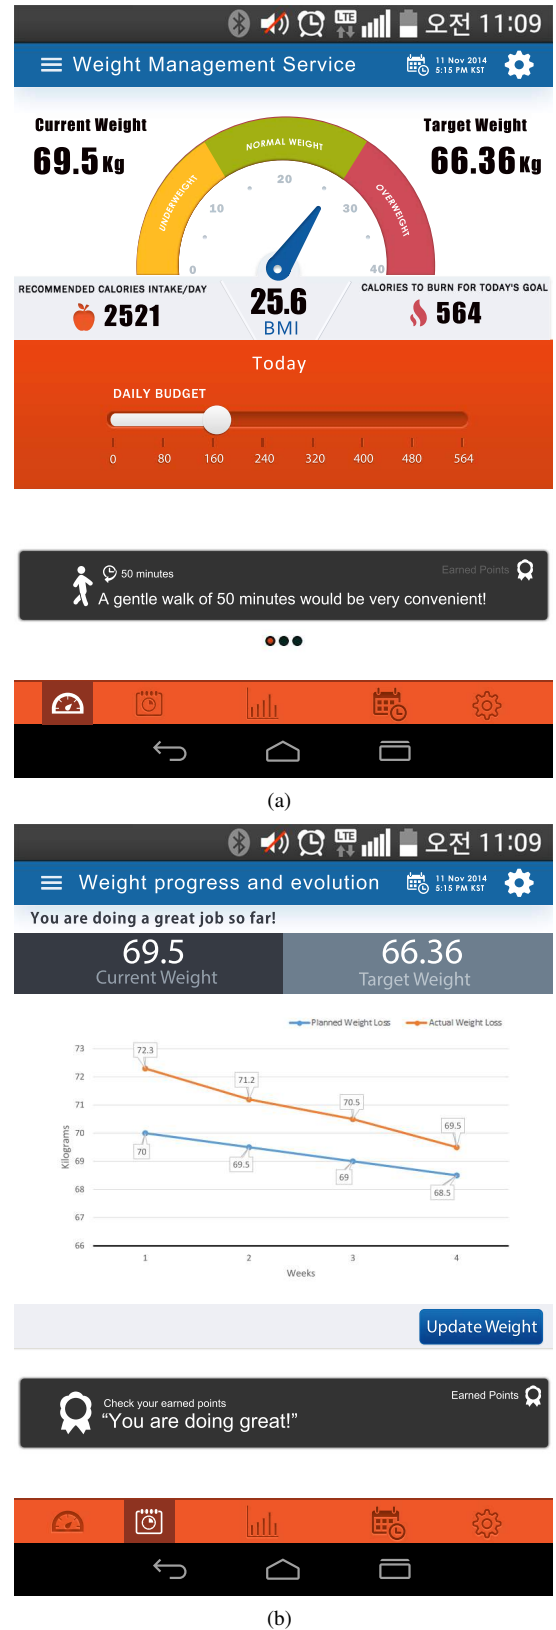 LTE 오전 11:09
Weight Management Service
11 Nov 2014
5:15 PM KST
Current Weight
69.5 Kg
Target Weight
66.36 Kg
UNDERWEIGHT
NORMAL WEIGHT
OVERWEIGHT
0
10
20
30
40
RECOMMENDED CALORIES INTAKE/DAY
2521
25.6
BMI
CALORIES TO BURN FOR TODAY'S GOAL
564
Today
DAILY BUDGET
0 80 160 240 320 400 480 564
50 minutes
Earned Points
A gentle walk of 50 minutes would be very convenient!
(a)
LTE 오전 11:09
Weight progress and evolution
11 Nov 2014
5:15 PM KST
You are doing a great job so far!
69.5
Current Weight
66.36
Target Weight
Planned Weight Loss Actual Weight Loss
73
72
71
70
69
68
67
66
Kilograms
72.3
71.2
70.5
69.5
70
69.5
69
68.5
1 2 3 4
Weeks
Update Weight
Check your earned points
Earned Points
“You are doing great!”
(b)